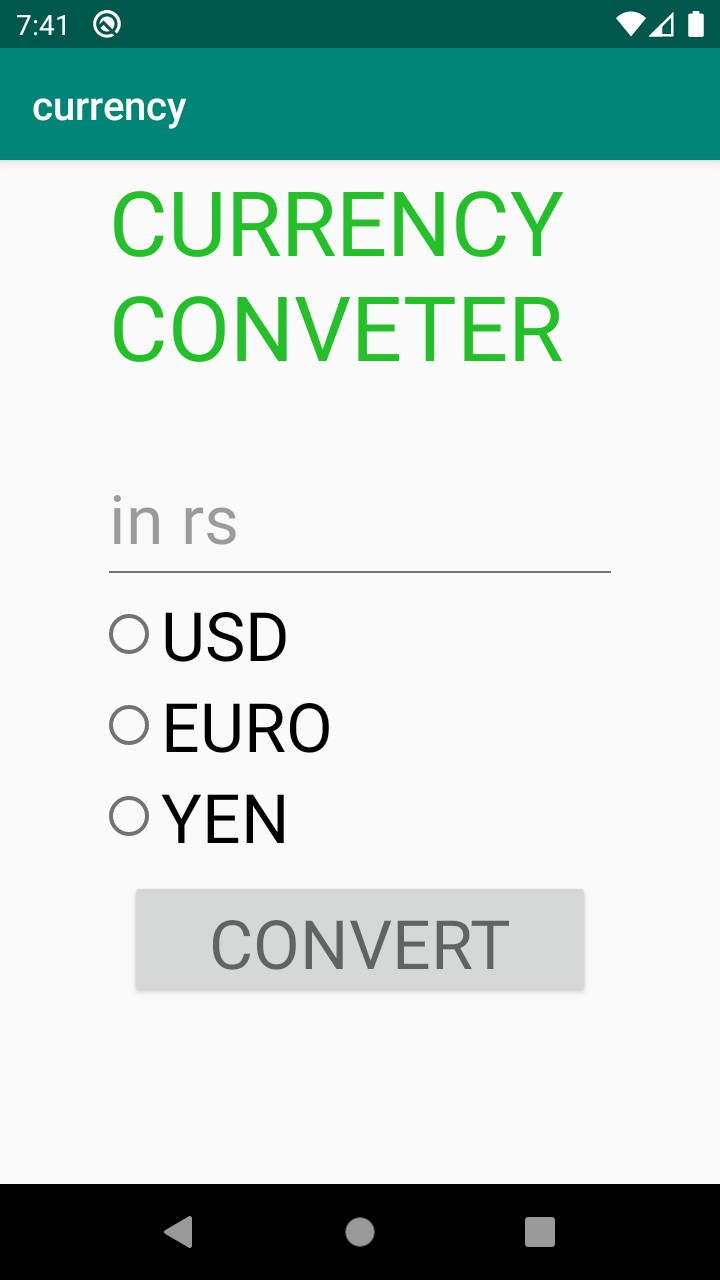 7:41
currency
CURRENCY
CONVETER
in rs
USD
EURO
YEN
CONVERT